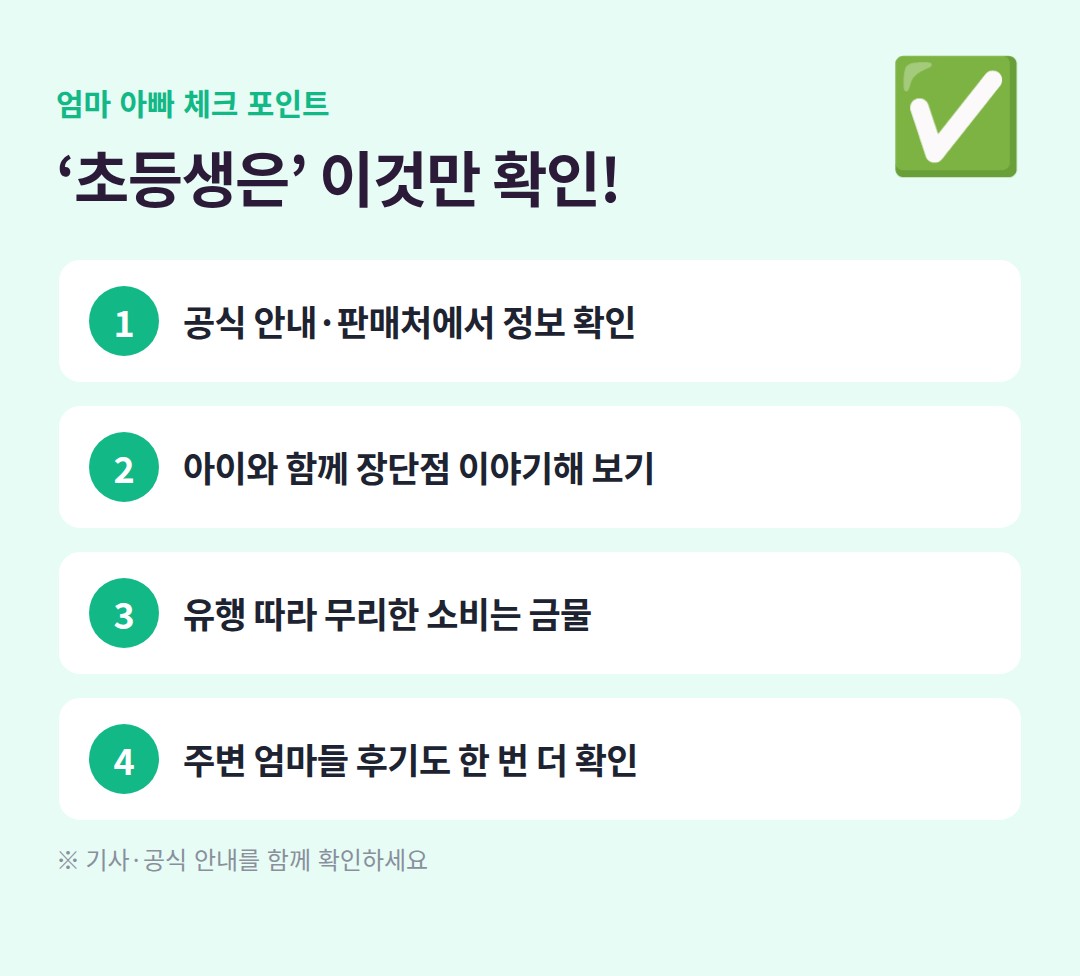 엄마 아빠 체크 포인트
‘초등생은’ 이것만 확인!
1 공식 안내·판매처에서 정보 확인
2 아이와 함께 장단점 이야기해 보기
3 유행 따라 무리한 소비는 금물
4 주변 엄마들 후기도 한 번 더 확인
※ 기사·공식 안내를 함께 확인하세요